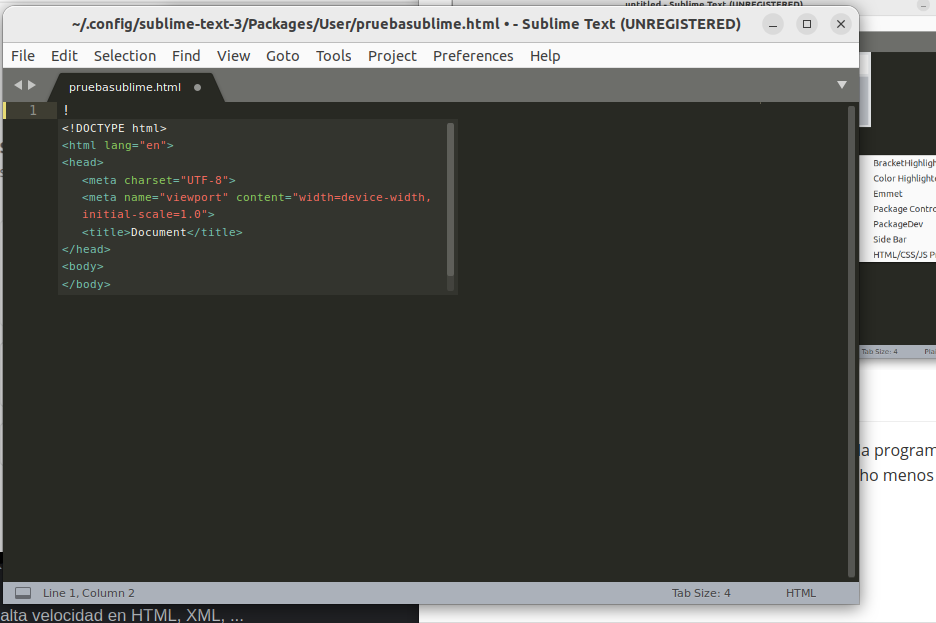 untitled - Sublime Text (UNREGISTERED)
~/.config/sublime-text-3/Packages/User/pruebasublime.html • - Sublime Text (UNREGISTERED)
File Edit Selection Find View Goto Tools Project Preferences Help
pruebasublime.html
1 !
<!DOCTYPE html>
<html lang="en">
<head>
<meta charset="UTF-8">
<meta name="viewport" content="width=device-width,
initial-scale=1.0">
<title>Document</title>
</head>
<body>
</body>
BracketHighligh
Color Highlight
Emmet
Package Contro
PackageDev
Side Bar
HTML/CSS/JS P
Tab Size: 4 Pla
la program
ho menos
Line 1, Column 2 Tab Size: 4 HTML
alta velocidad en HTML, XML, ...